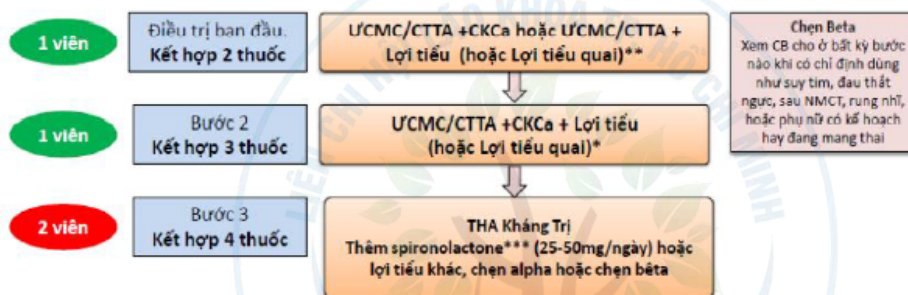 1 viên
Điều trị ban đầu.
Kết hợp 2 thuốc
ƯCMC/CTTA +CKCa hoặc ƯCMC/CTTA +
Lợi tiểu (hoặc Lợi tiểu quai)**
Chẹn Beta
Xem CB cho ở bất kỳ bước
nào khi có chỉ định dùng
như suy tim, đau thắt
ngực, sau NMCT, rung nhĩ,
hoặc phụ nữ có kế hoạch
hay đang mang thai
1 viên
Bước 2
Kết hợp 3 thuốc
ƯCMC/CTTA +CKCa + Lợi tiểu
(hoặc Lợi tiểu quai)*
2 viên
Bước 3
Kết hợp 4 thuốc
THA Kháng Trị
Thêm spironolactone*** (25-50mg/ngày) hoặc
lợi tiểu khác, chẹn alpha hoặc chẹn bêta